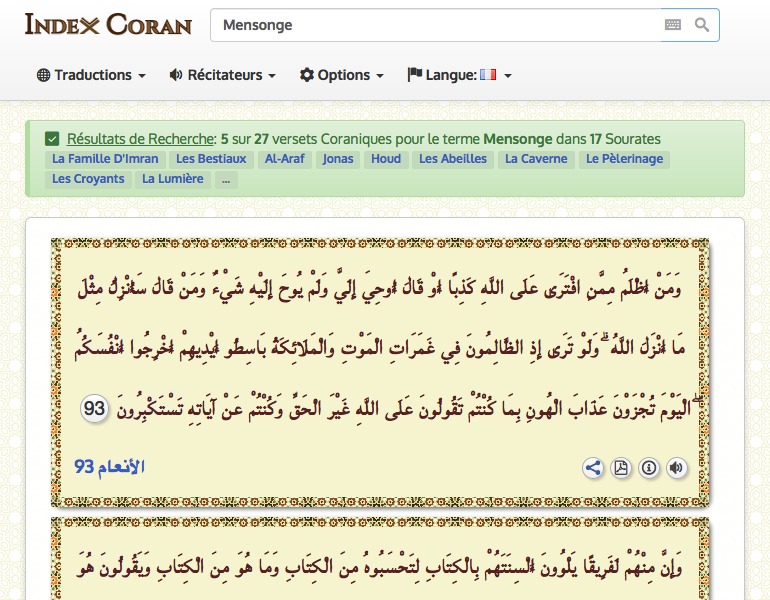 INDEX CORAN
Mensonge
Traductions Récitateurs Options Langue:
Résultats de Recherche: 5 sur 27 versets Coraniques pour le terme Mensonge dans 17 Sourates
La Famille D'Imran Les Bestiaux Al-Araf Jonas Houd Les Abeilles La Caverne Le Pèlerinage
Les Croyants La Lumière ...
وَمَنْ أَظْلَمُ مِمَّنِ افْتَرَى عَلَى اللَّهِ كَذِبًا أَوْ قَالَ أُوحِيَ إِلَيَّ وَلَمْ يُوحَ إِلَيْهِ شَيْءٌ وَمَنْ قَالَ سَأُنْزِلُ مِثْلَ
مَا أَنْزَلَ اللَّهُ ۗ وَلَوْ تَرَى إِذِ الظَّالِمُونَ فِي غَمَرَاتِ الْمَوْتِ وَالْمَلَائِكَةُ بَاسِطُو أَيْدِيهِمْ أَخْرِجُوا أَنْفُسَكُمُ
ۖ الْيَوْمَ تُجْزَوْنَ عَذَابَ الْهُونِ بِمَا كُنْتُمْ تَقُولُونَ عَلَى اللَّهِ غَيْرَ الْحَقِّ وَكُنْتُمْ عَنْ آيَاتِهِ تَسْتَكْبِرُونَ 93
الأنعام 93
وَإِنَّ مِنْهُمْ لَفَرِيقًا يَلْوُونَ أَلْسِنَتَهُمْ بِالْكِتَابِ لِتَحْسَبُوهُ مِنَ الْكِتَابِ وَمَا هُوَ مِنَ الْكِتَابِ وَيَقُولُونَ هُوَ